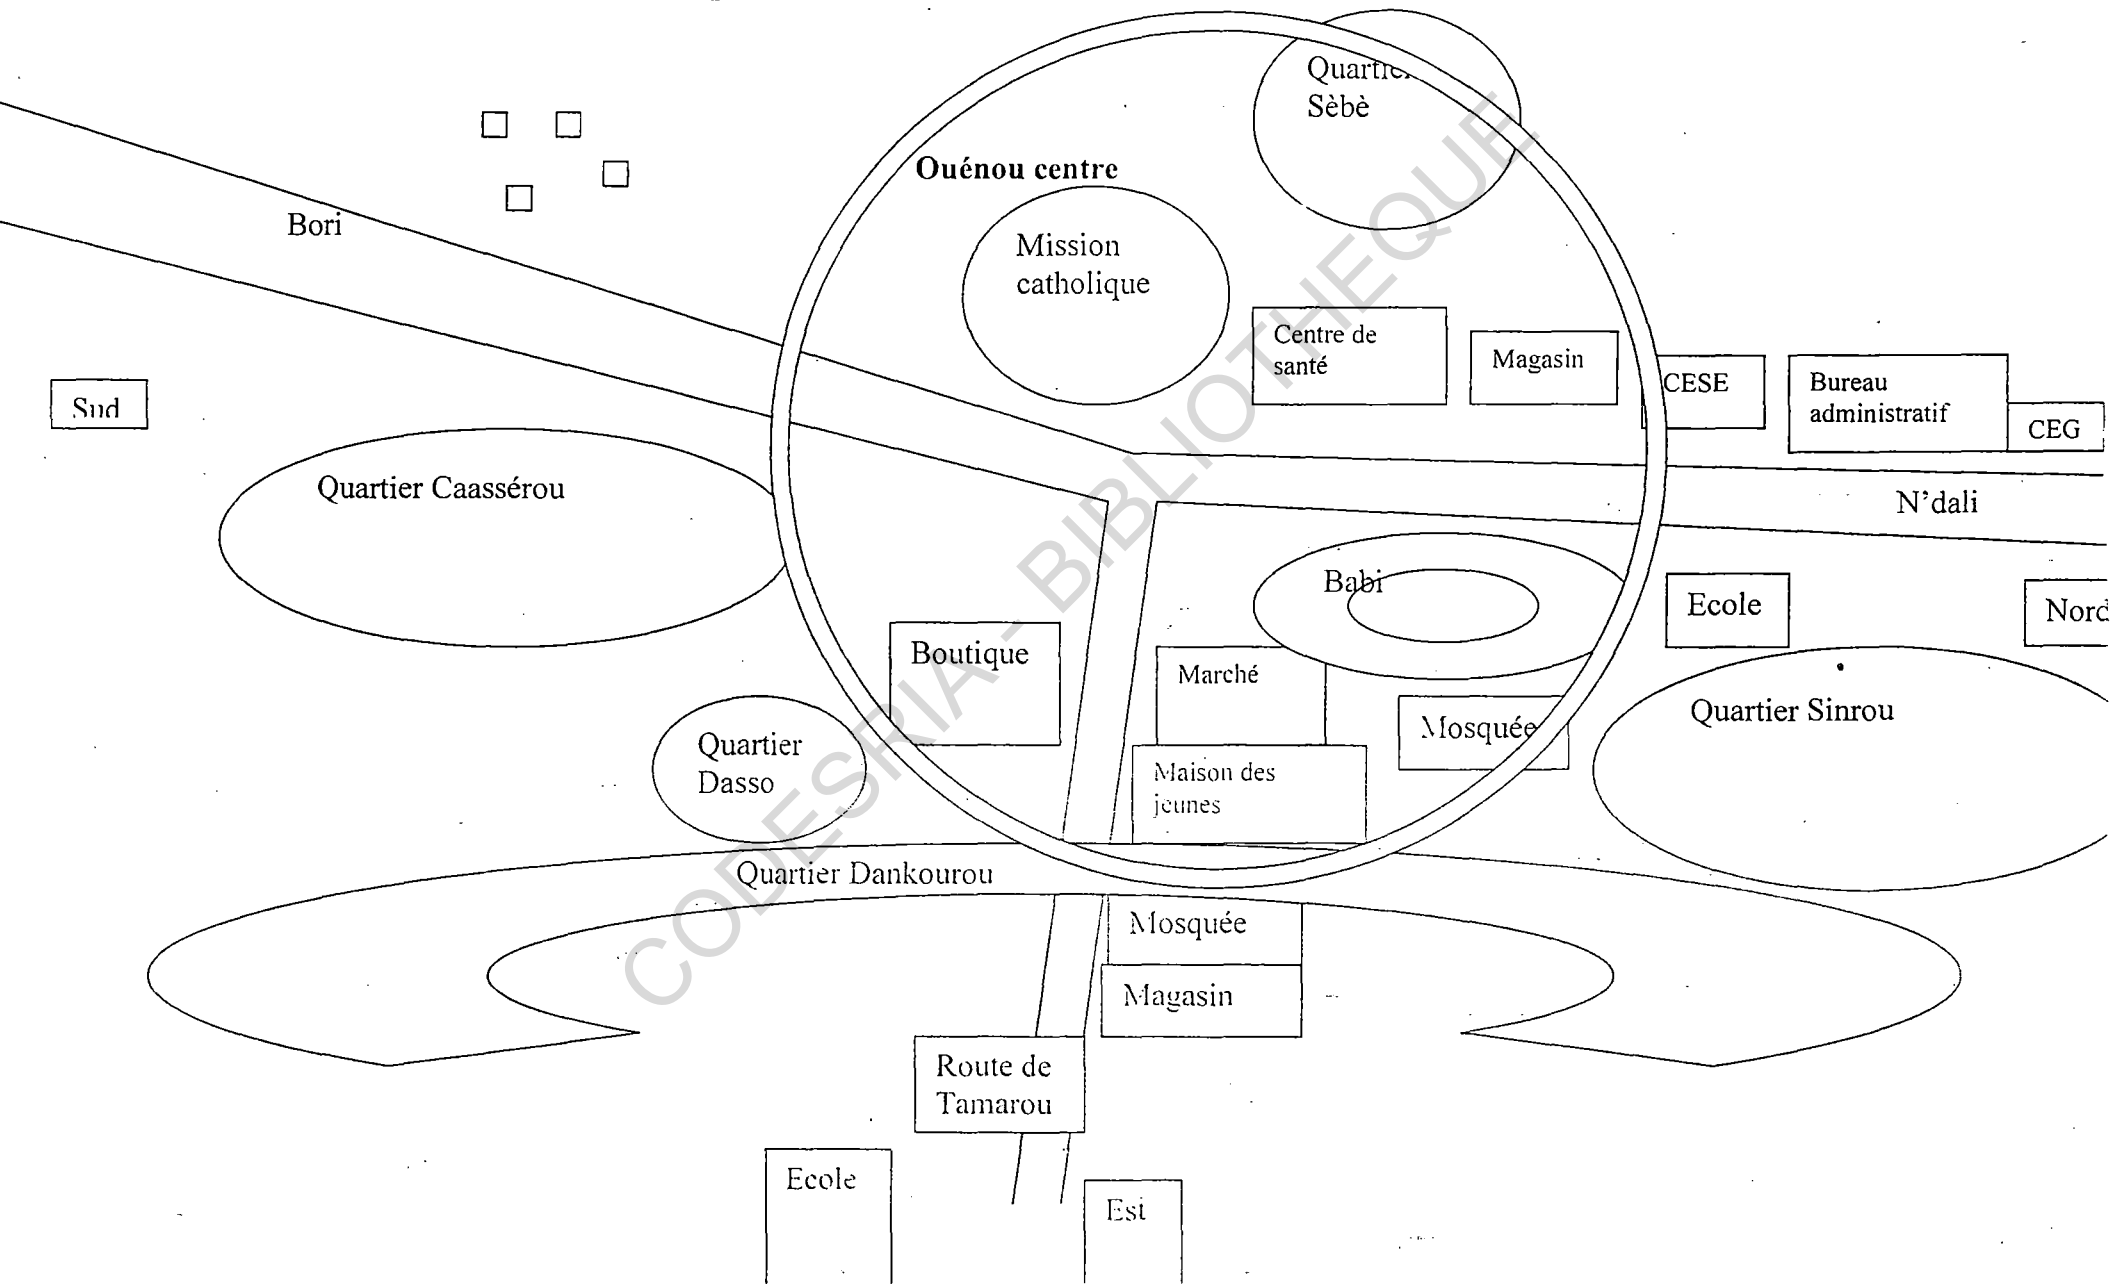 Quartier
Sèbè
Ouénou centre
Bori
Mission
catholique
Centre de
santé
Magasin
CESE
Bureau
administratif
CEG
Sud
Quartier Caassérou
N'dali
Babi
Ecole
Nord
Boutique
Marché
Quartier Sinrou
Mosquée
Quartier
Dasso
Maison des
jeunes
Quartier Dankourou
Mosquée
Magasin
Route de
Tamarou
Ecole
Est
CODESRIA - BIBLIOTHEQUE